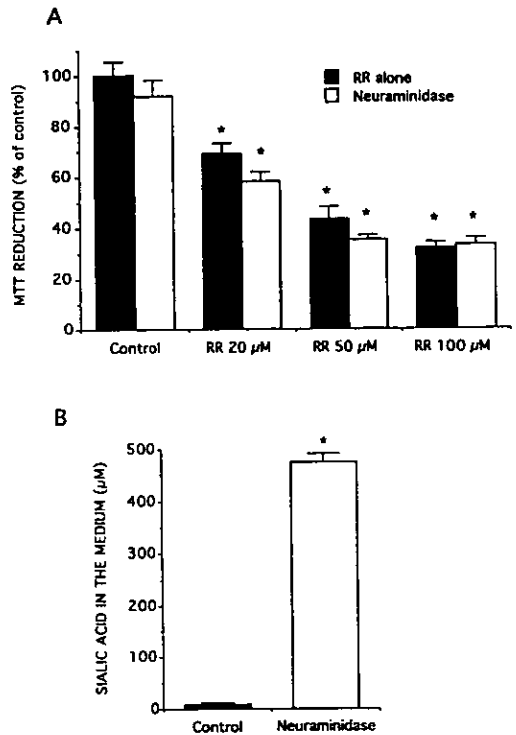 A
MTT REDUCTION (% of control)
100
80
60
40
20
0
RR alone
Neuraminidase
*
*
*
*
*
*
Control
RR 20 µM
RR 50 µM
RR 100 µM
B
SIALIC ACID IN THE MEDIUM (µM)
500
400
300
200
100
0
*
Control
Neuraminidase